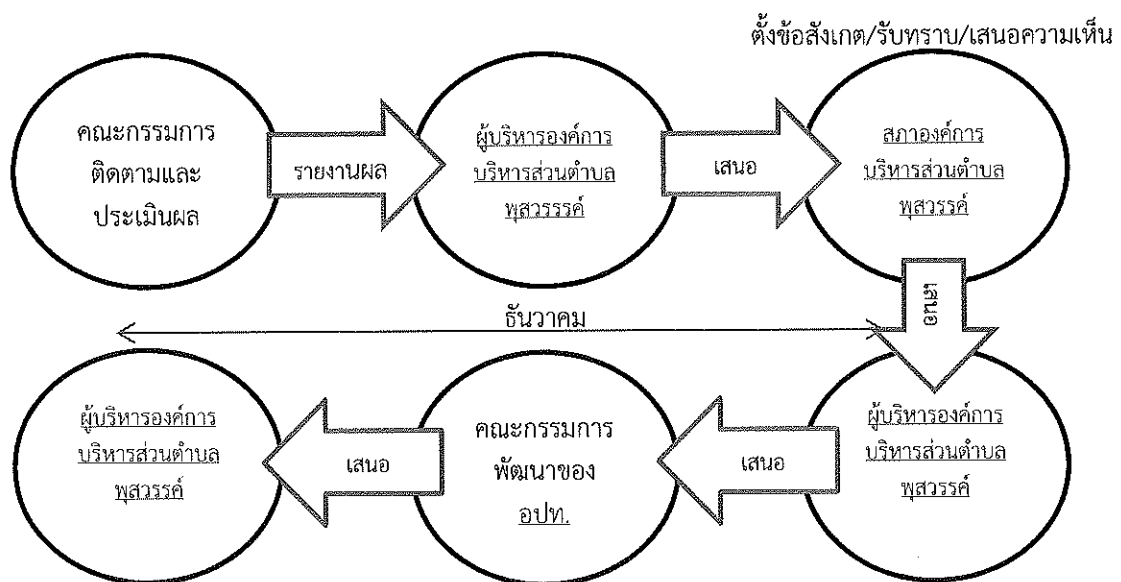 ตั้งข้อสังเกต/รับทราบ/เสนอความเห็น
คณะกรรมการ
ติดตามและ
ประเมินผล
รายงานผล
ผู้บริหารองค์การ
บริหารส่วนตำบล
พุสวรรรค์
เสนอ
สภาองค์การ
บริหารส่วนตำบล
พุสวรรค์
เสนอ
ธันวาคม
ผู้บริหารองค์การ
บริหารส่วนตำบล
พุสวรรค์
เสนอ
คณะกรรมการ
พัฒนาของ
อปท.
เสนอ
ผู้บริหารองค์การ
บริหารส่วนตำบล
พุสวรรค์